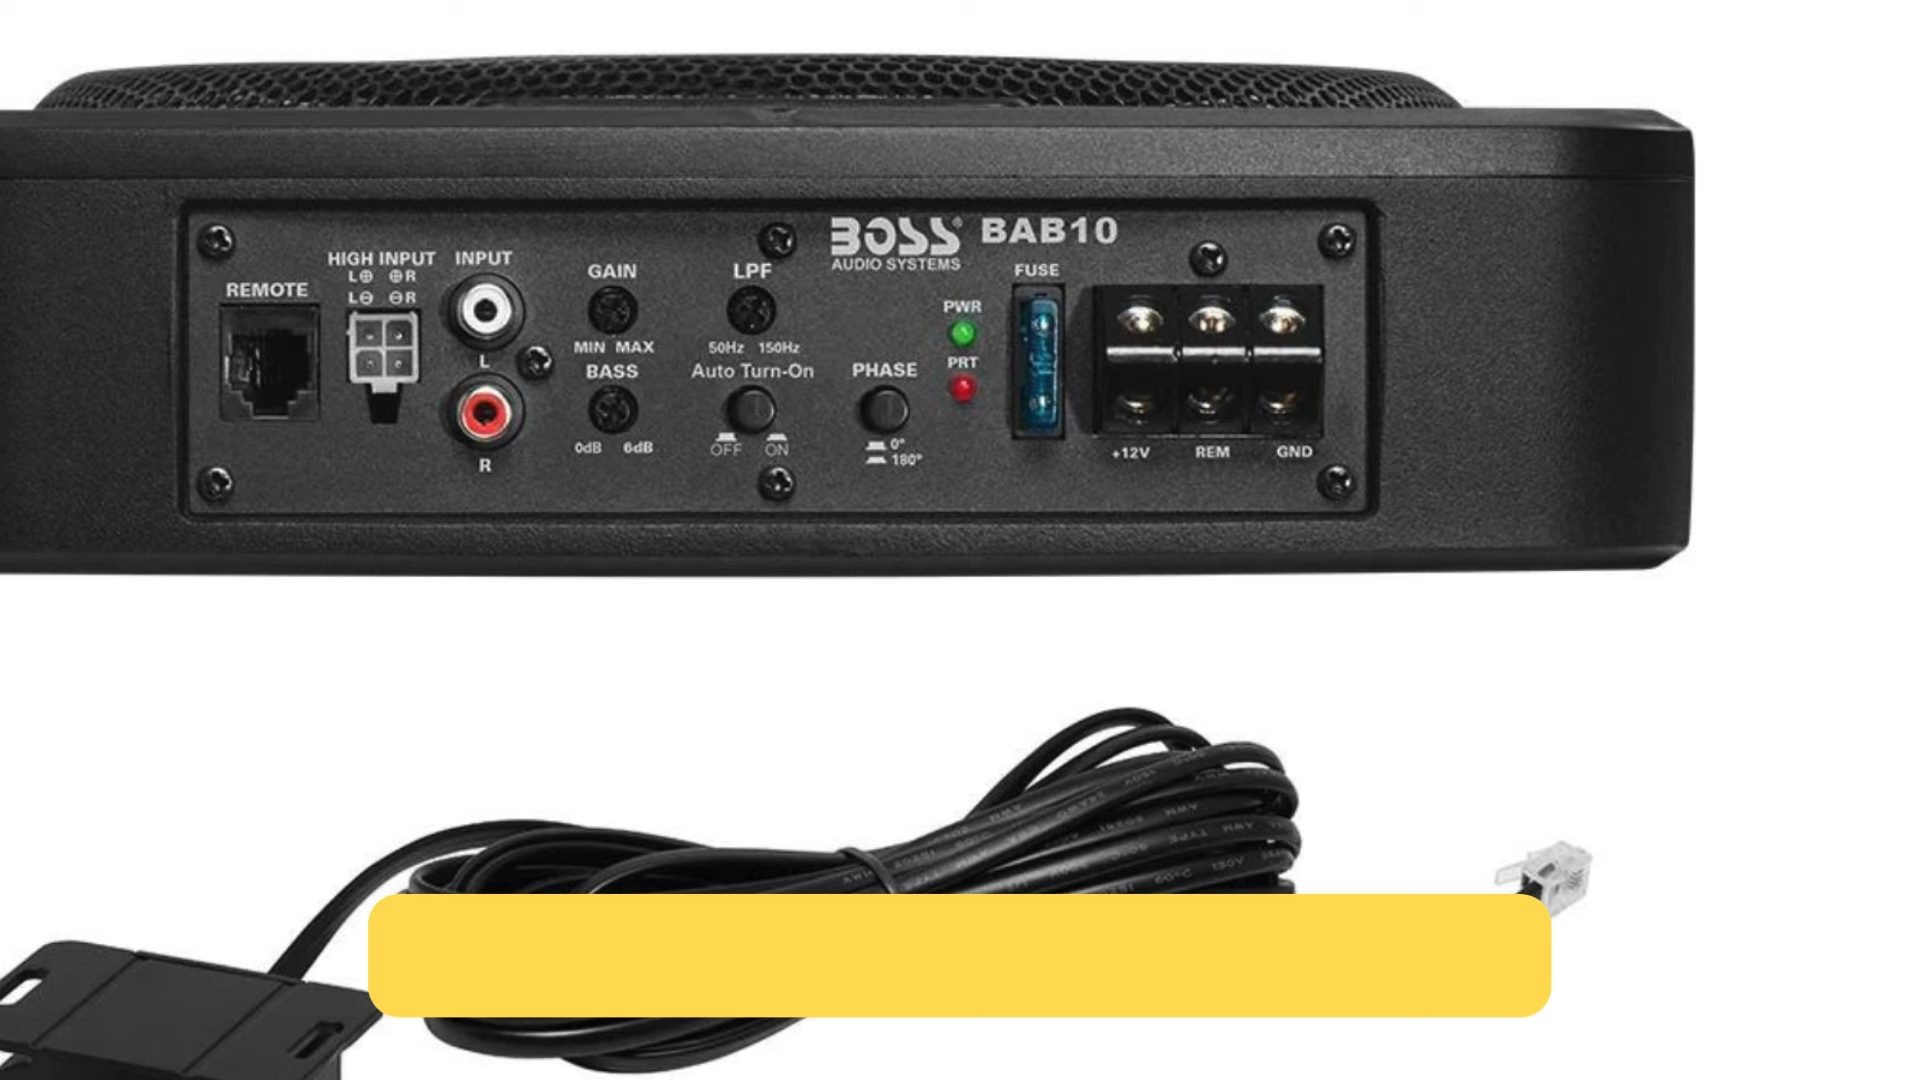 BOSS® BAB10
AUDIO SYSTEMS
REMOTE
HIGH INPUT
L⊕ ⊕R
L⊖ ⊖R
INPUT
L
R
GAIN
MIN MAX
BASS
0dB 6dB
LPF
50Hz 150Hz
Auto Turn-On
OFF ON
PHASE
0°
180°
PWR
PRT
FUSE
+12V REM GND